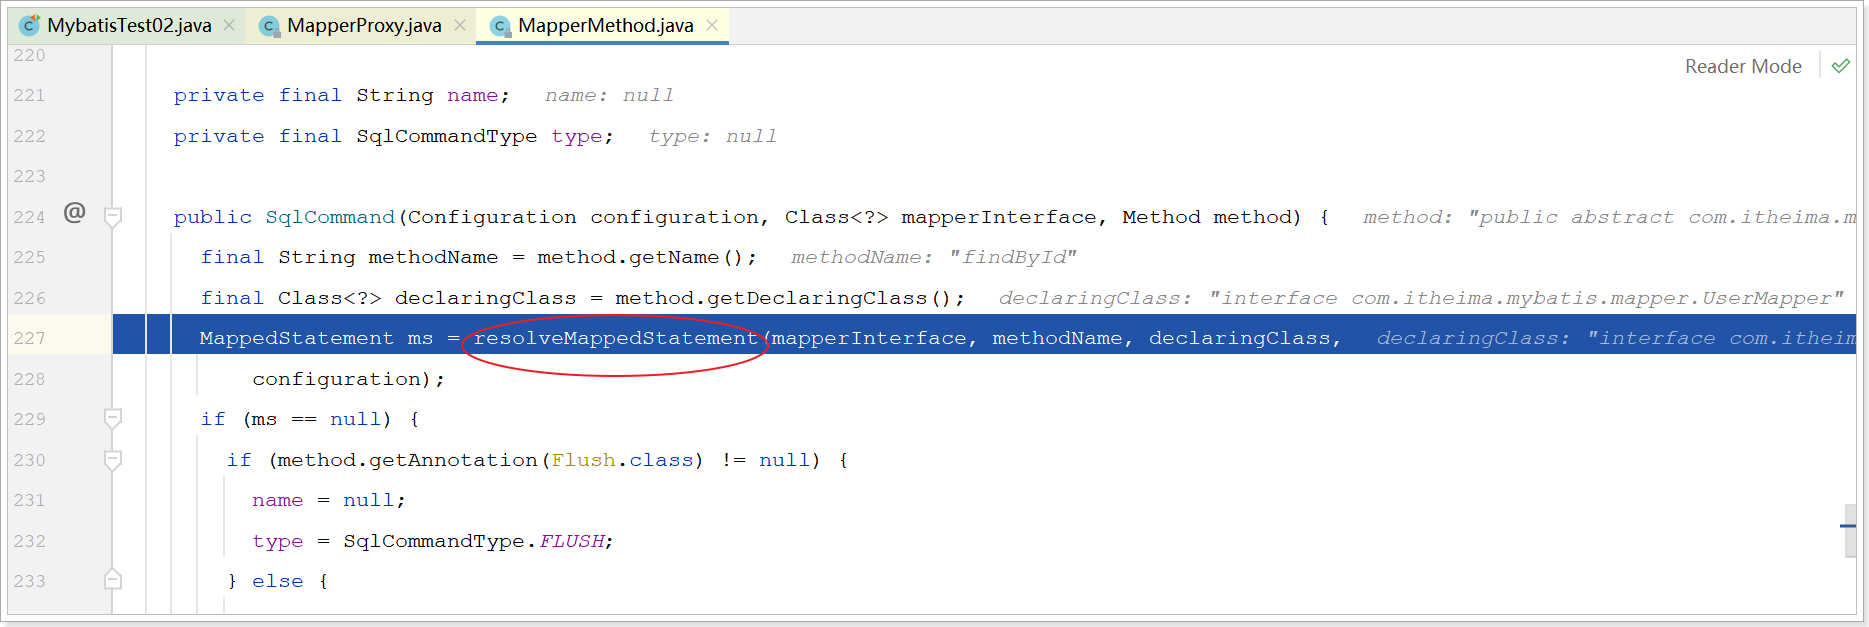 MybatisTest02.java MapperProxy.java MapperMethod.java
220
Reader Mode
221 private final String name; name: null
222 private final SqlCommandType type; type: null
223
224 @ public SqlCommand(Configuration configuration, Class<?> mapperInterface, Method method) { method: "public abstract com.itheima.m
225 final String methodName = method.getName(); methodName: "findById"
226 final Class<?> declaringClass = method.getDeclaringClass(); declaringClass: "interface com.itheima.mybatis.mapper.UserMapper"
227 MappedStatement ms = resolveMappedStatement(mapperInterface, methodName, declaringClass, declaringClass: "interface com.itheim
228 configuration);
229 if (ms == null) {
230 if (method.getAnnotation(Flush.class) != null) {
231 name = null;
232 type = SqlCommandType.FLUSH;
233 } else {